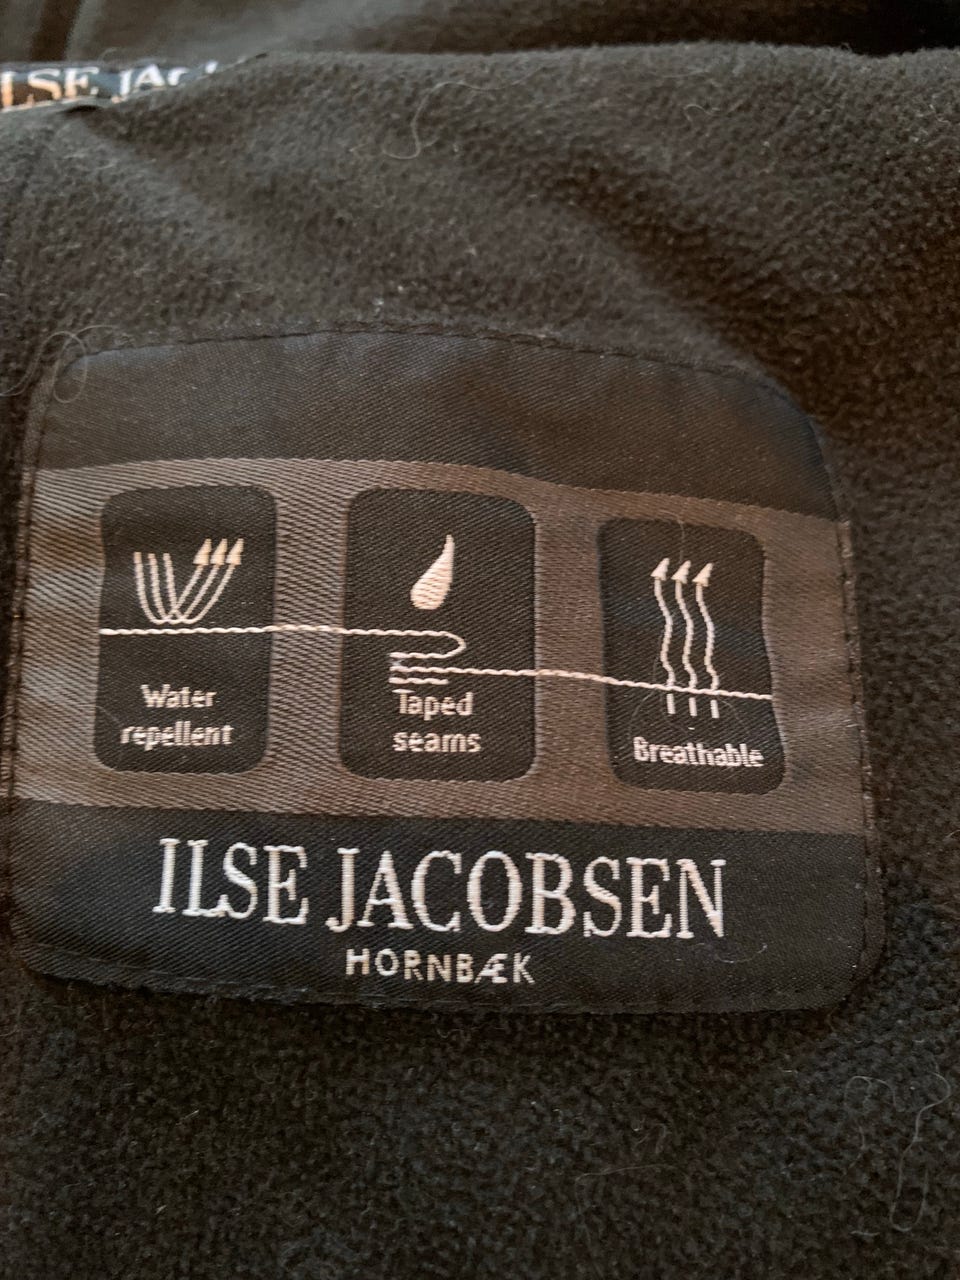 Water
repellent
Taped
seams
Breathable
ILSE JACOBSEN
HORNBÆK